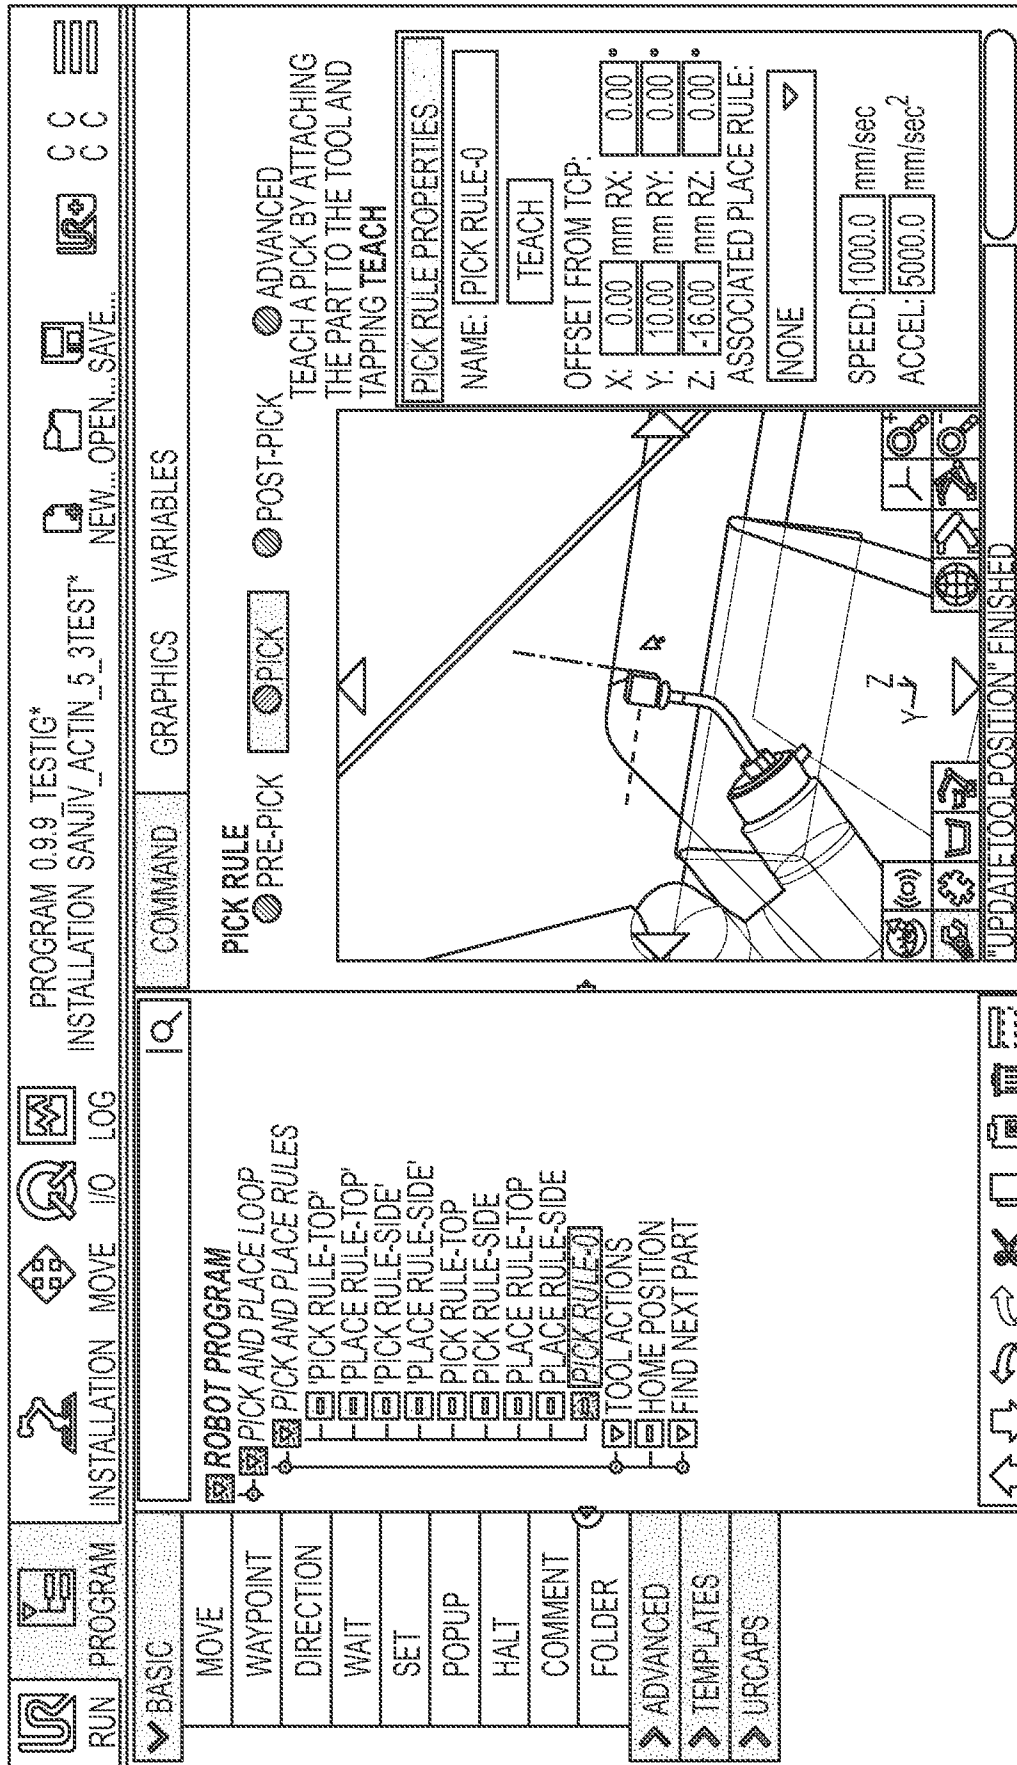 RUN
PROGRAM
INSTALLATION
MOVE
I/O
LOG
PROGRAM 0.9.9_TESTIG*
INSTALLATION SANJIV_ACTIN_5_3TEST*
NEW... OPEN... SAVE...
UR+
C C
C C
BASIC
MOVE
WAYPOINT
DIRECTION
WAIT
SET
POPUP
HALT
COMMENT
FOLDER
ADVANCED
TEMPLATES
URCAPS
ROBOT PROGRAM
PICK AND PLACE LOOP
PICK AND PLACE RULES
'PICK RULE-TOP'
'PLACE RULE-TOP'
'PICK RULE-SIDE'
'PLACE RULE-SIDE'
PICK RULE-TOP
PICK RULE-SIDE
PLACE RULE-TOP
PLACE RULE-SIDE
PICK RULE-0
TOOL ACTIONS
HOME POSITION
FIND NEXT PART
COMMAND GRAPHICS VARIABLES
PICK RULE
PRE-PICK PICK POST-PICK ADVANCED
TEACH A PICK BY ATTACHING
THE PART TO THE TOOL AND
TAPPING TEACH
PICK RULE PROPERTIES
NAME: PICK RULE-0
TEACH
OFFSET FROM TCP:
X: 0.00 mm RX: 0.00 °
Y: 10.00 mm RY: 0.00 °
Z: -16.00 mm RZ: 0.00 °
ASSOCIATED PLACE RULE:
NONE
SPEED: 1000.0 mm/sec
ACCEL: 5000.0 mm/sec²
Z
Y
"UPDATETOOLPOSITION" FINISHED